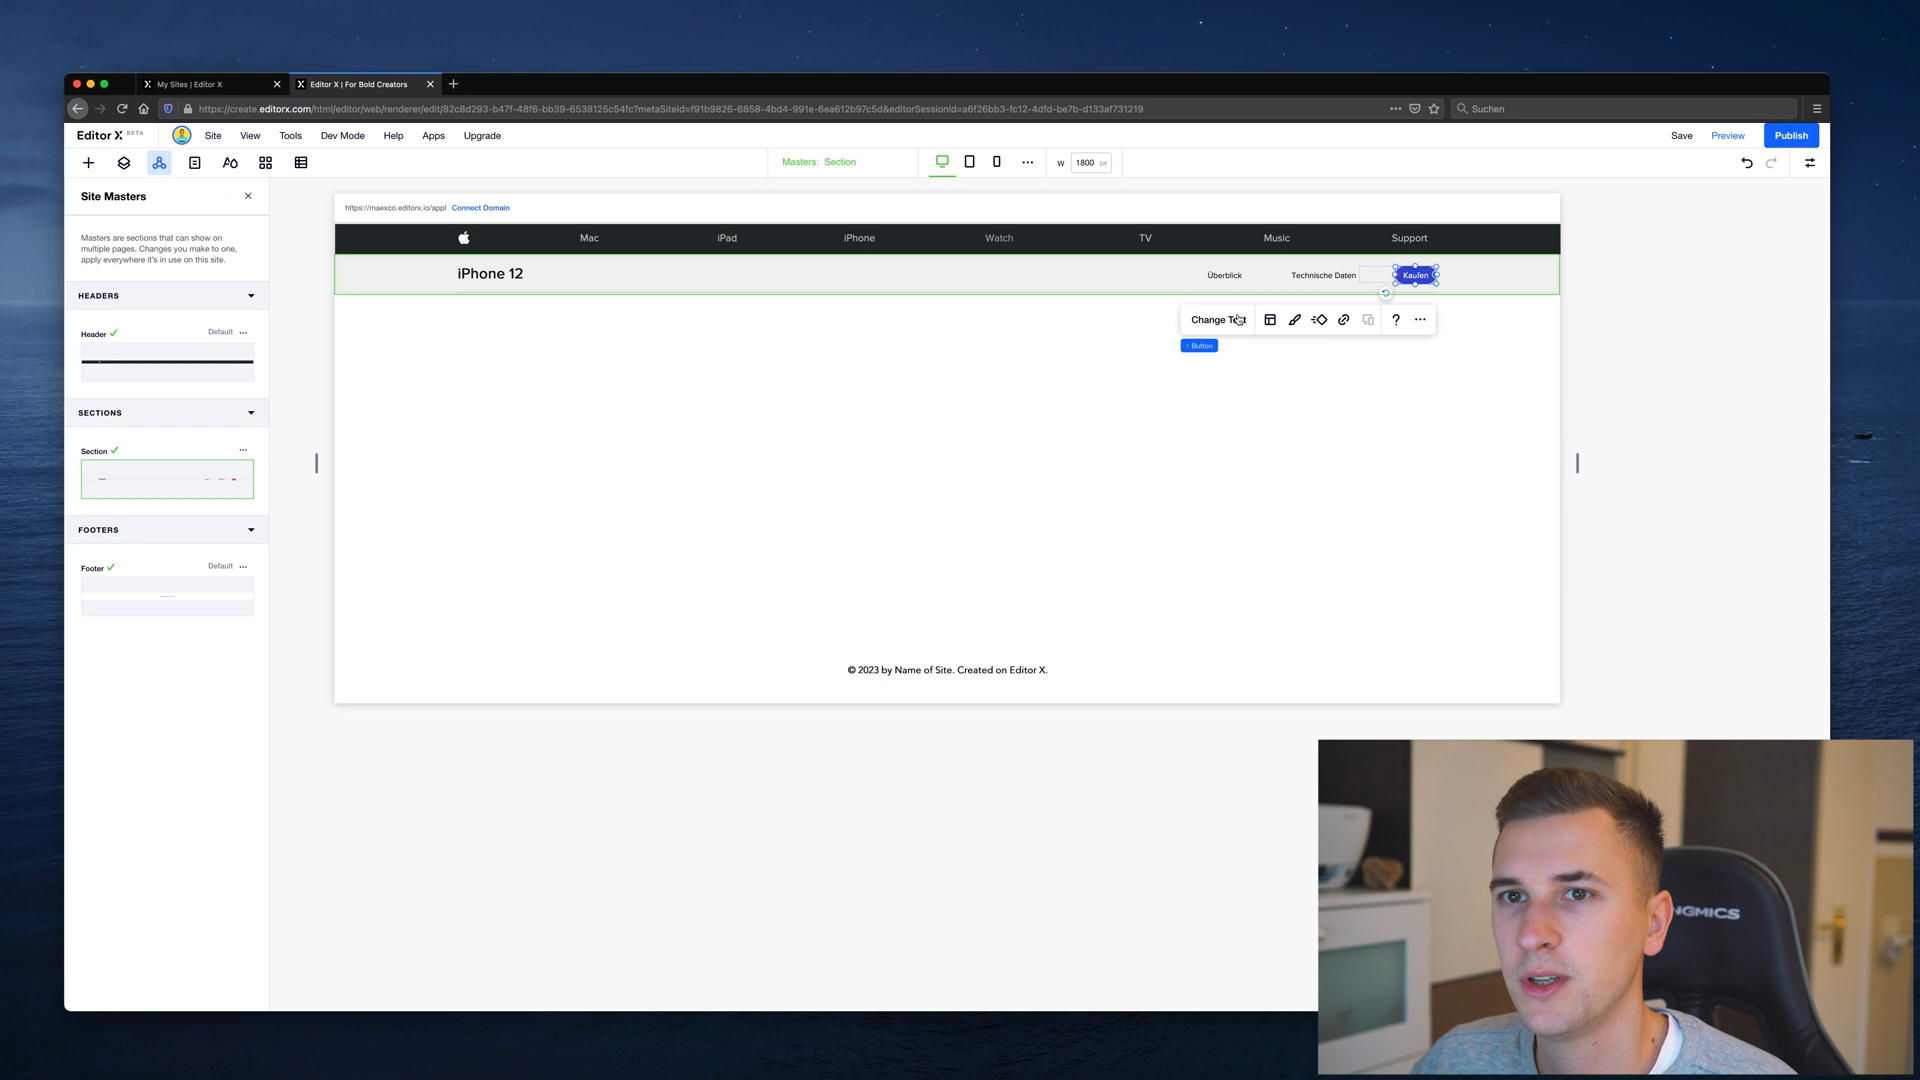 My Sites | Editor X
Editor X | For Bold Creators
https://create.editorx.com/html/editor/web/renderer/edit/82c8d293-b47f-48f6-bb39-6538125c54fc?metaSiteId=f91b9826-6858-4bd4-991e-6ea612b97c5d&editorSessionId=a6f26bb3-fc12-4dfd-be7b-d133af731219
Suchen
Editor X BETA
Site
View
Tools
Dev Mode
Help
Apps
Upgrade
Save
Preview
Publish
Masters: Section
W 1800 px
Site Masters
Masters are sections that can show on
multiple pages. Changes you make to one,
apply everywhere it's in use on this site.
HEADERS
Header
Default
SECTIONS
Section
FOOTERS
Footer
Default
https://maexco.editorx.io/appl Connect Domain
Mac
iPad
iPhone
Watch
TV
Music
Support
iPhone 12
Überblick
Technische Daten
Kaufen
Change Text
< Button
© 2023 by Name of Site. Created on Editor X.
NGMICS